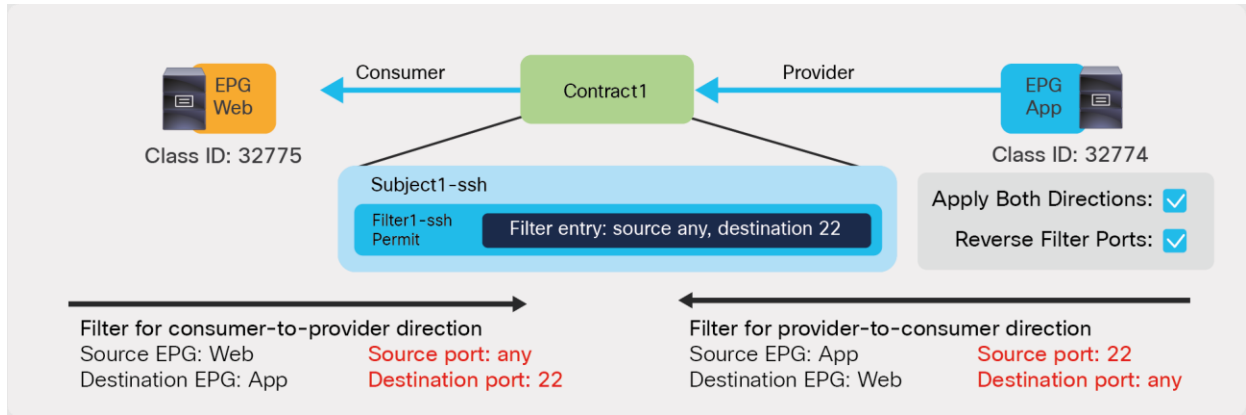 Consumer
Provider
EPG
Web
Contract1
EPG
App
Class ID: 32775
Class ID: 32774
Subject1-ssh
Filter1-ssh
Permit
Filter entry: source any, destination 22
Apply Both Directions:
Reverse Filter Ports:
Filter for consumer-to-provider direction
Source EPG: Web Source port: any
Destination EPG: App Destination port: 22
Filter for provider-to-consumer direction
Source EPG: App Source port: 22
Destination EPG: Web Destination port: any